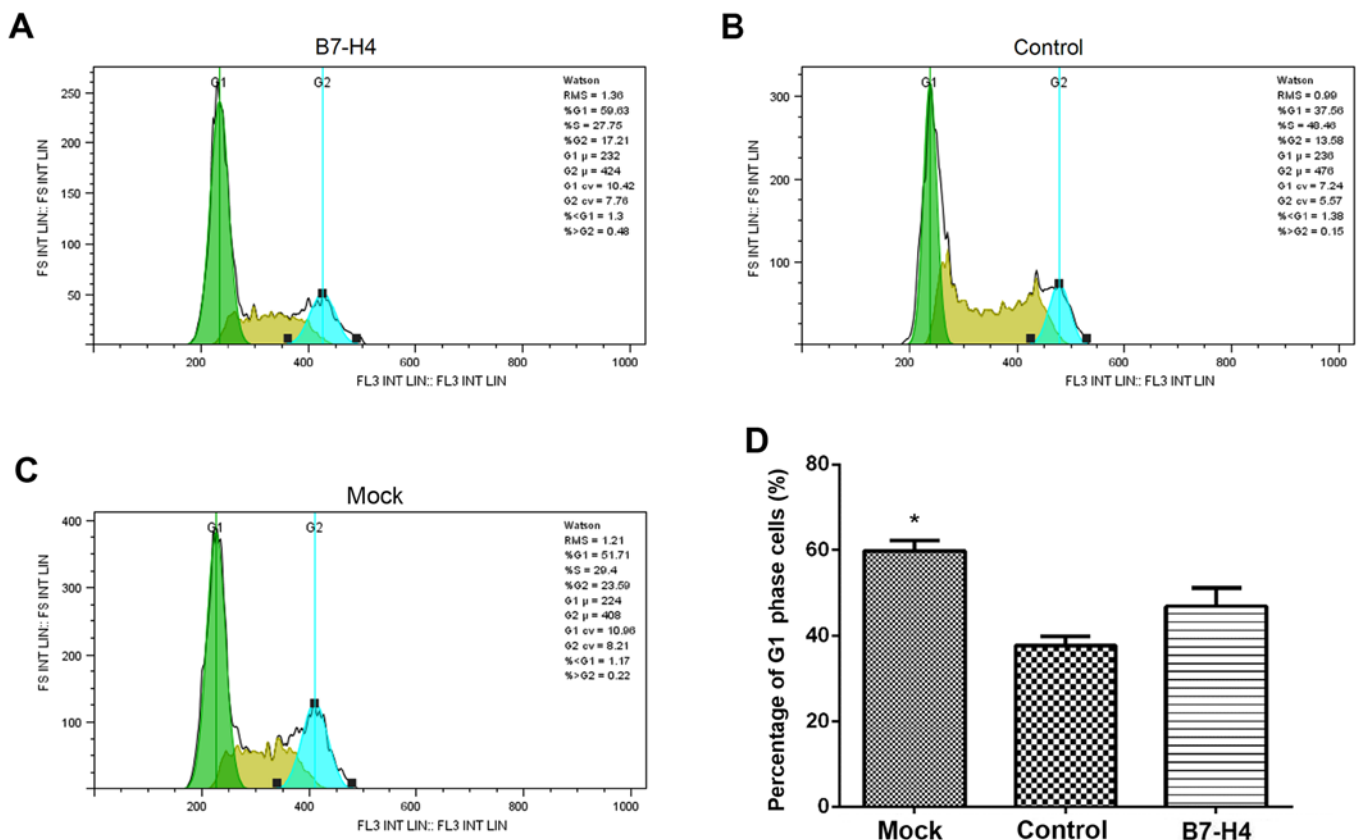 A
B7-H4
FS INT LIN:: FS INT LIN
250
200
150
100
50
G1
G2
Watson
RMS = 1.36
%G1 = 59.63
%S = 27.75
%G2 = 17.21
G1 μ = 232
G2 μ = 424
G1 cv = 10.42
G2 cv = 7.76
%<G1 = 1.3
%>G2 = 0.48
200 400 600 800 1000
FL3 INT LIN:: FL3 INT LIN
B
Control
FS INT LIN:: FS INT LIN
300
200
100
G1
G2
Watson
RMS = 0.99
%G1 = 37.56
%S = 48.46
%G2 = 13.58
G1 μ = 236
G2 μ = 476
G1 cv = 7.24
G2 cv = 5.57
%<G1 = 1.38
%>G2 = 0.15
200 400 600 800 1000
FL3 INT LIN:: FL3 INT LIN
C
Mock
FS INT LIN:: FS INT LIN
400
300
200
100
G1
G2
Watson
RMS = 1.21
%G1 = 51.71
%S = 29.4
%G2 = 23.59
G1 μ = 224
G2 μ = 408
G1 cv = 10.96
G2 cv = 8.21
%<G1 = 1.17
%>G2 = 0.22
200 400 600 800 1000
FL3 INT LIN:: FL3 INT LIN
D
Percentage of G1 phase cells (%)
80
60
40
20
0
*
Mock Control B7-H4